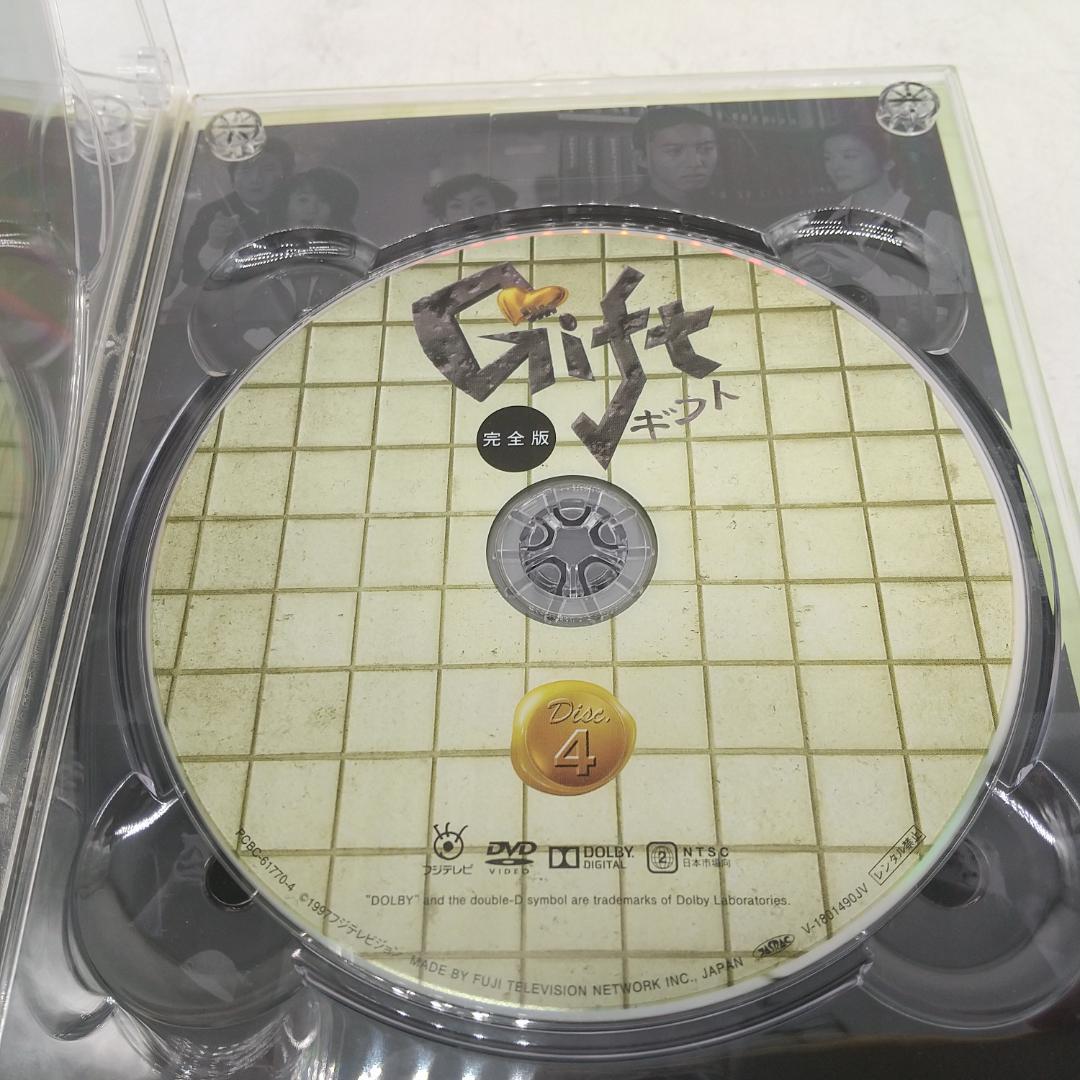 Gift
ギフト
完全版
Disc.
4
フジテレビ
DVD
VIDEO
DOLBY
DIGITAL
2
NTSC
日本市場向
レンタル禁止
"DOLBY" and the double-D symbol are trademarks of Dolby Laboratories.
PCBC-61770-4 ©1997フジテレビジョン MADE BY FUJI TELEVISION NETWORK INC., JAPAN JASRAC V-1801490JV